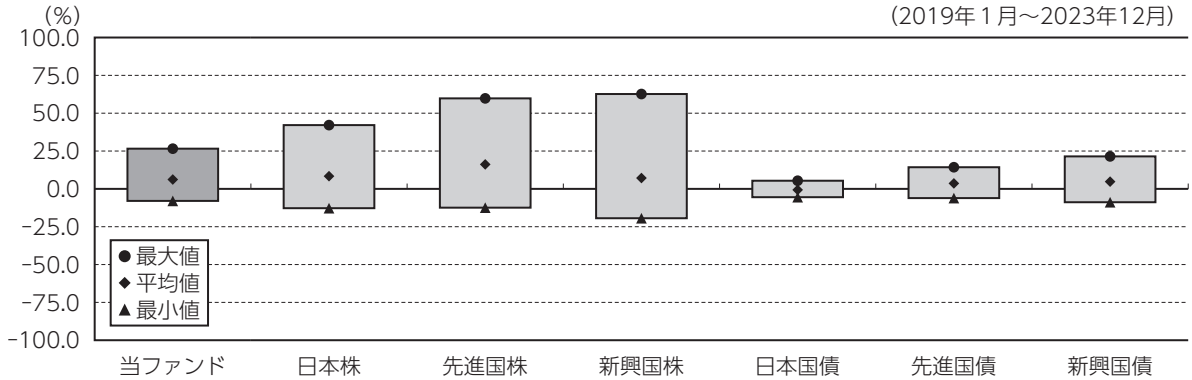 (%)
(2019年1月～2023年12月)
100.0
75.0
50.0
25.0
0.0
-25.0
-50.0
-75.0
-100.0
●最大値
◆平均値
▲最小値
当ファンド 日本株 先進国株 新興国株 日本国債 先進国債 新興国債